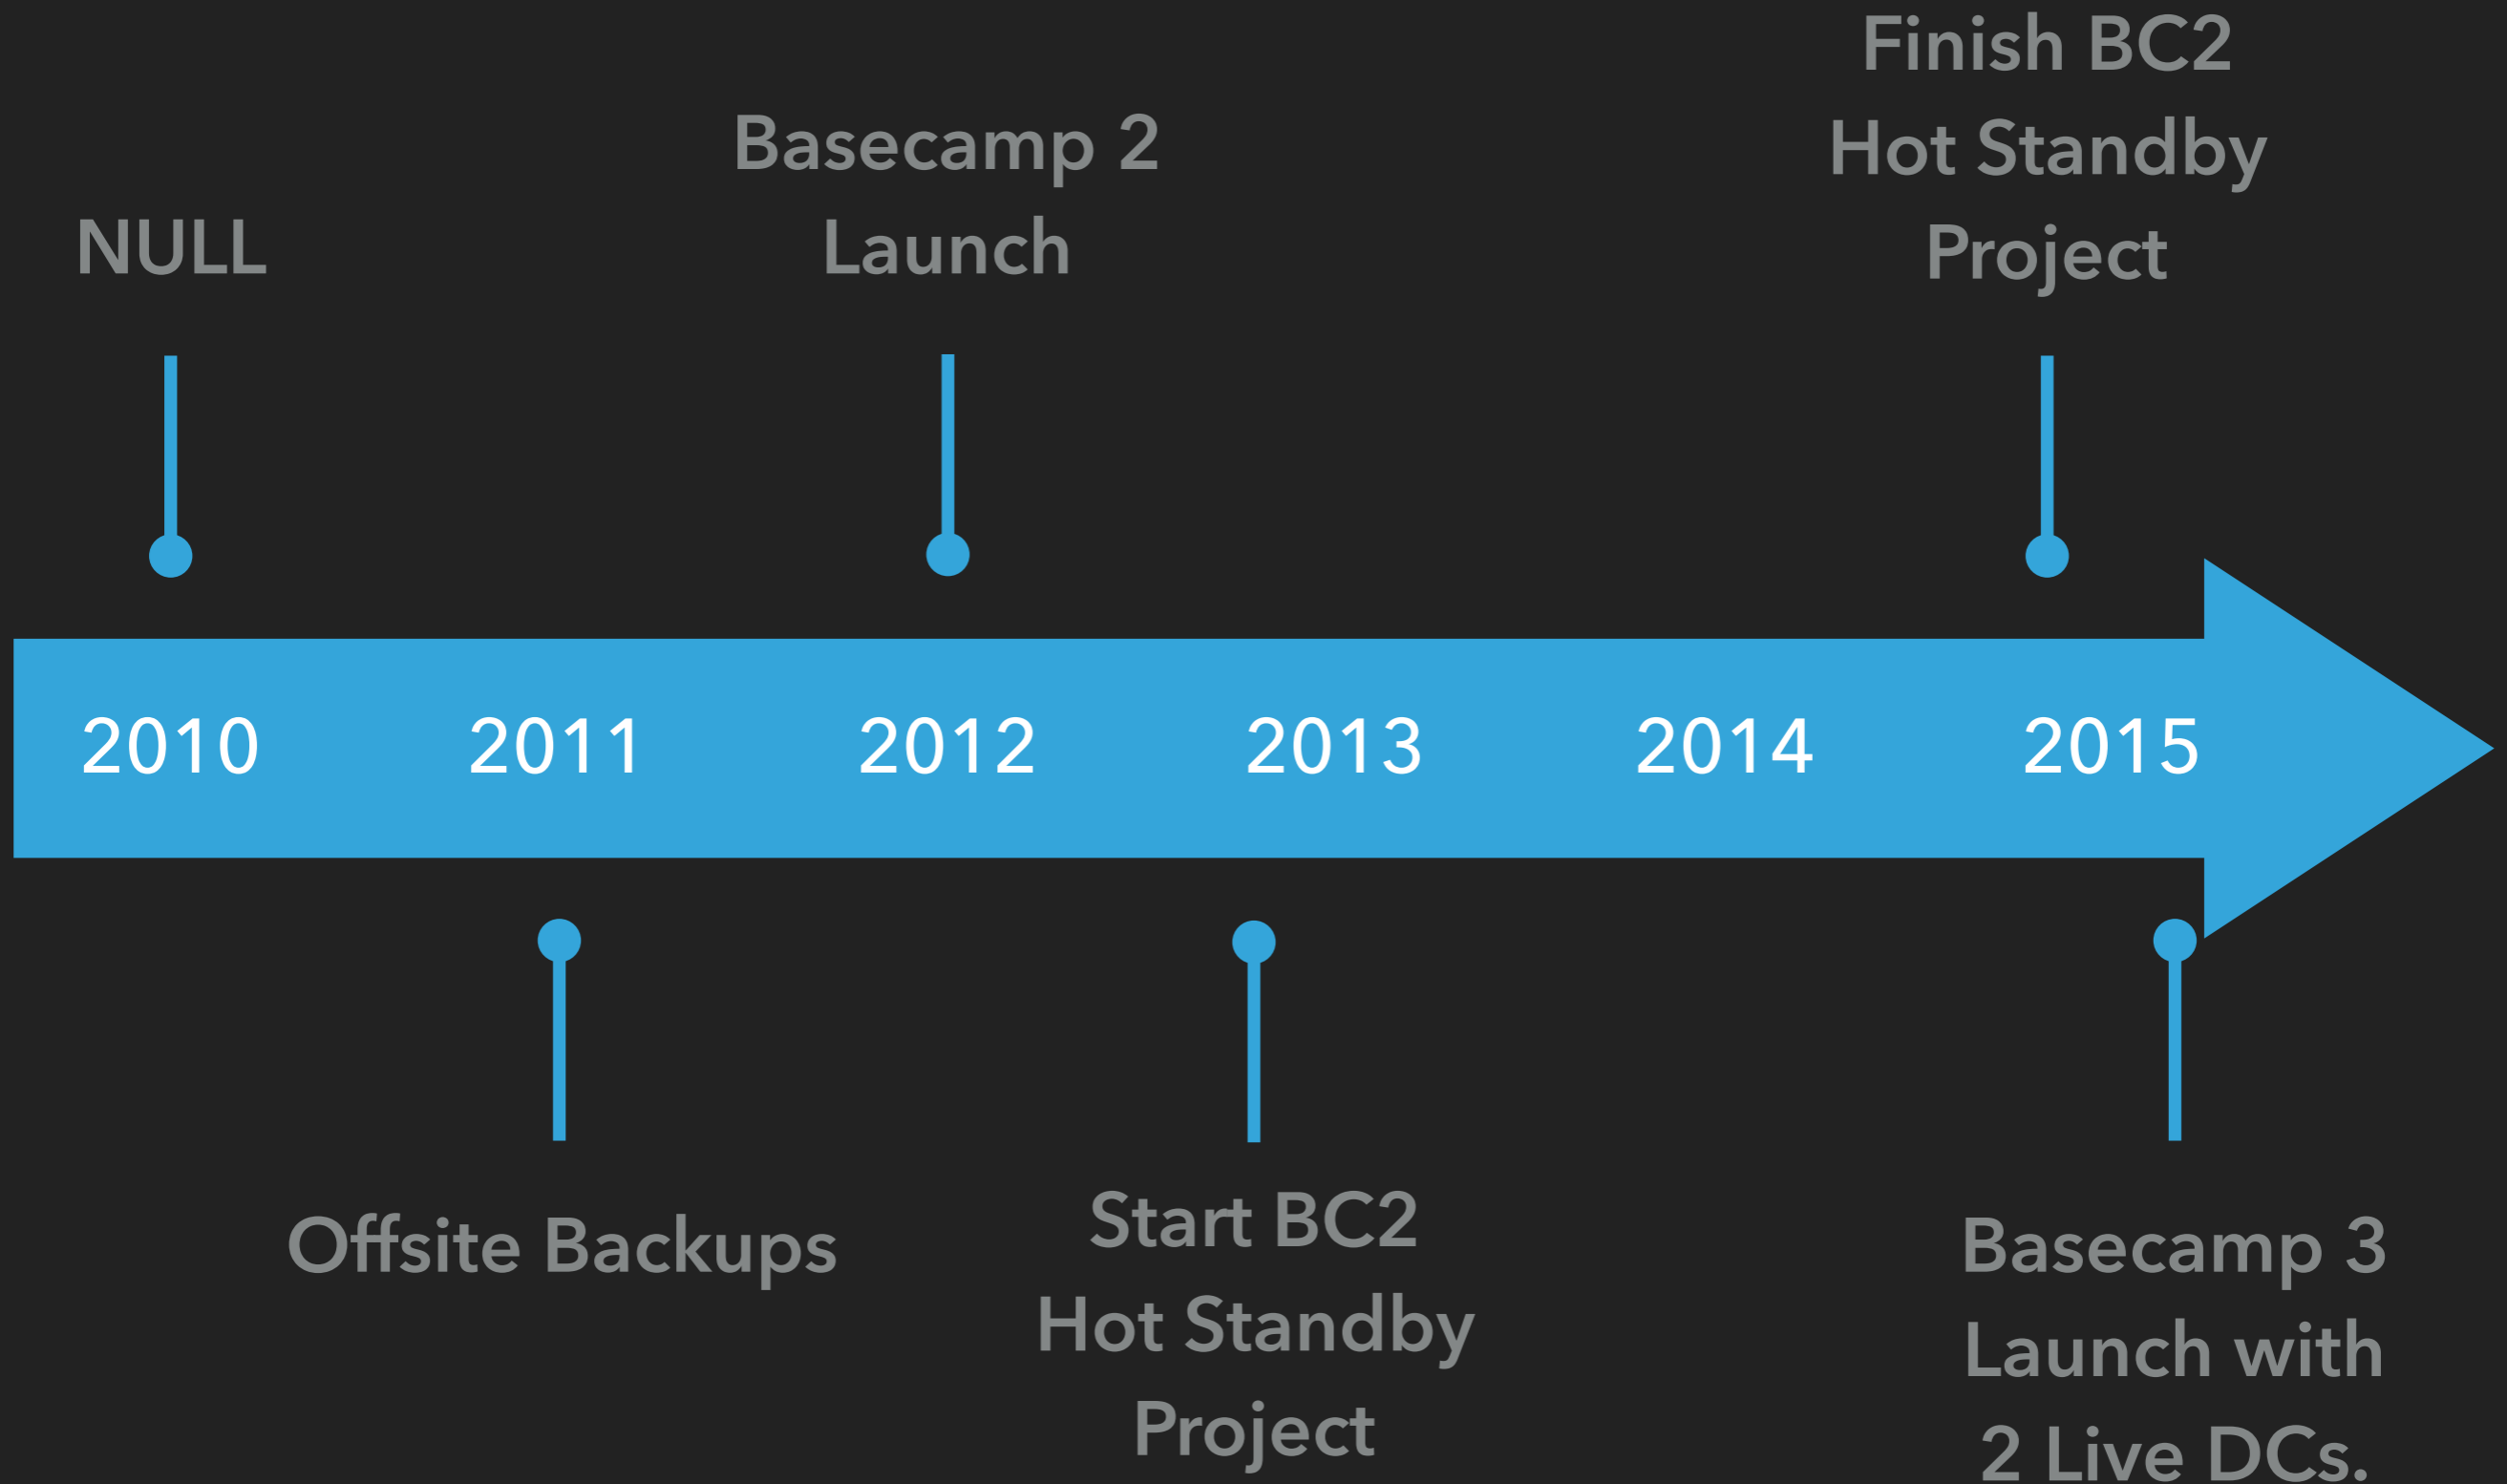 Finish BC2
Hot Standby
Project
Basecamp 2
Launch
NULL
2010 2011 2012 2013 2014 2015
Offsite Backups
Start BC2
Hot Standby
Project
Basecamp 3
Launch with
2 Live DCs.